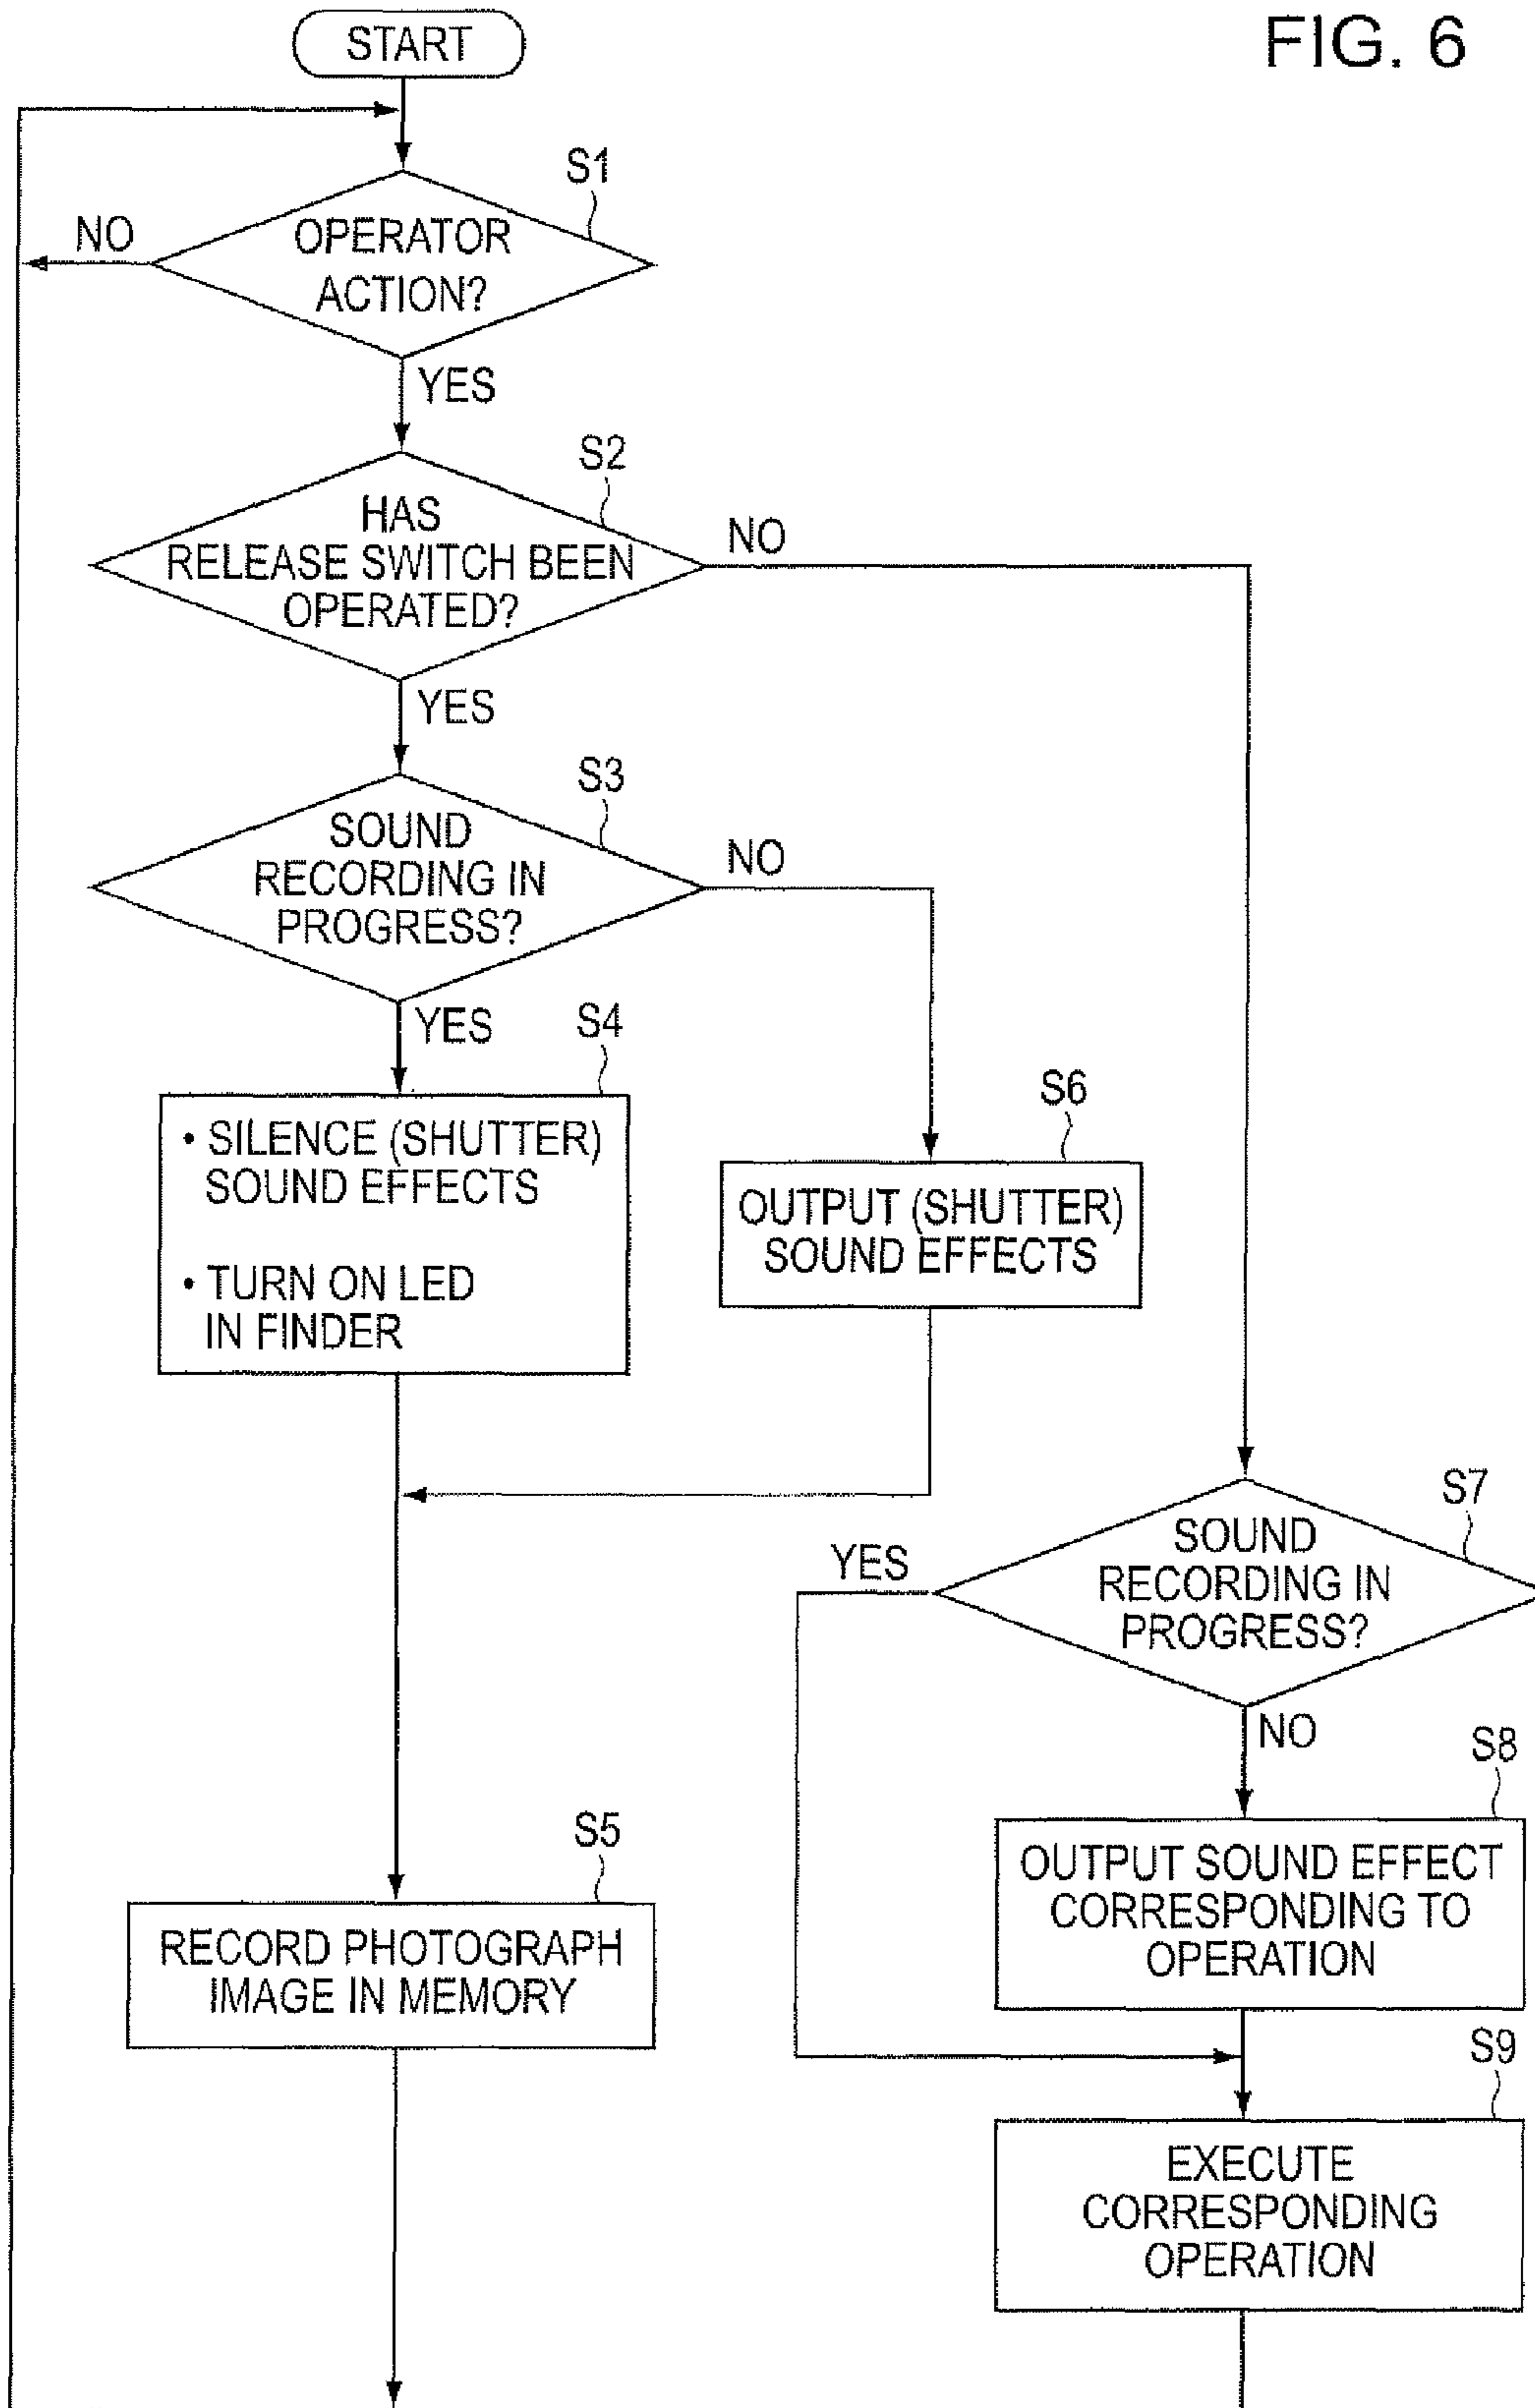 FIG. 6
START
S1
OPERATOR
ACTION?
NO
YES
S2
HAS
RELEASE SWITCH BEEN
OPERATED?
NO
YES
S3
SOUND
RECORDING IN
PROGRESS?
NO
YES
S4
• SILENCE (SHUTTER)
SOUND EFFECTS
• TURN ON LED
IN FINDER
S6
OUTPUT (SHUTTER)
SOUND EFFECTS
S7
SOUND
RECORDING IN
PROGRESS?
YES
NO
S8
OUTPUT SOUND EFFECT
CORRESPONDING TO
OPERATION
S5
RECORD PHOTOGRAPH
IMAGE IN MEMORY
S9
EXECUTE
CORRESPONDING
OPERATION